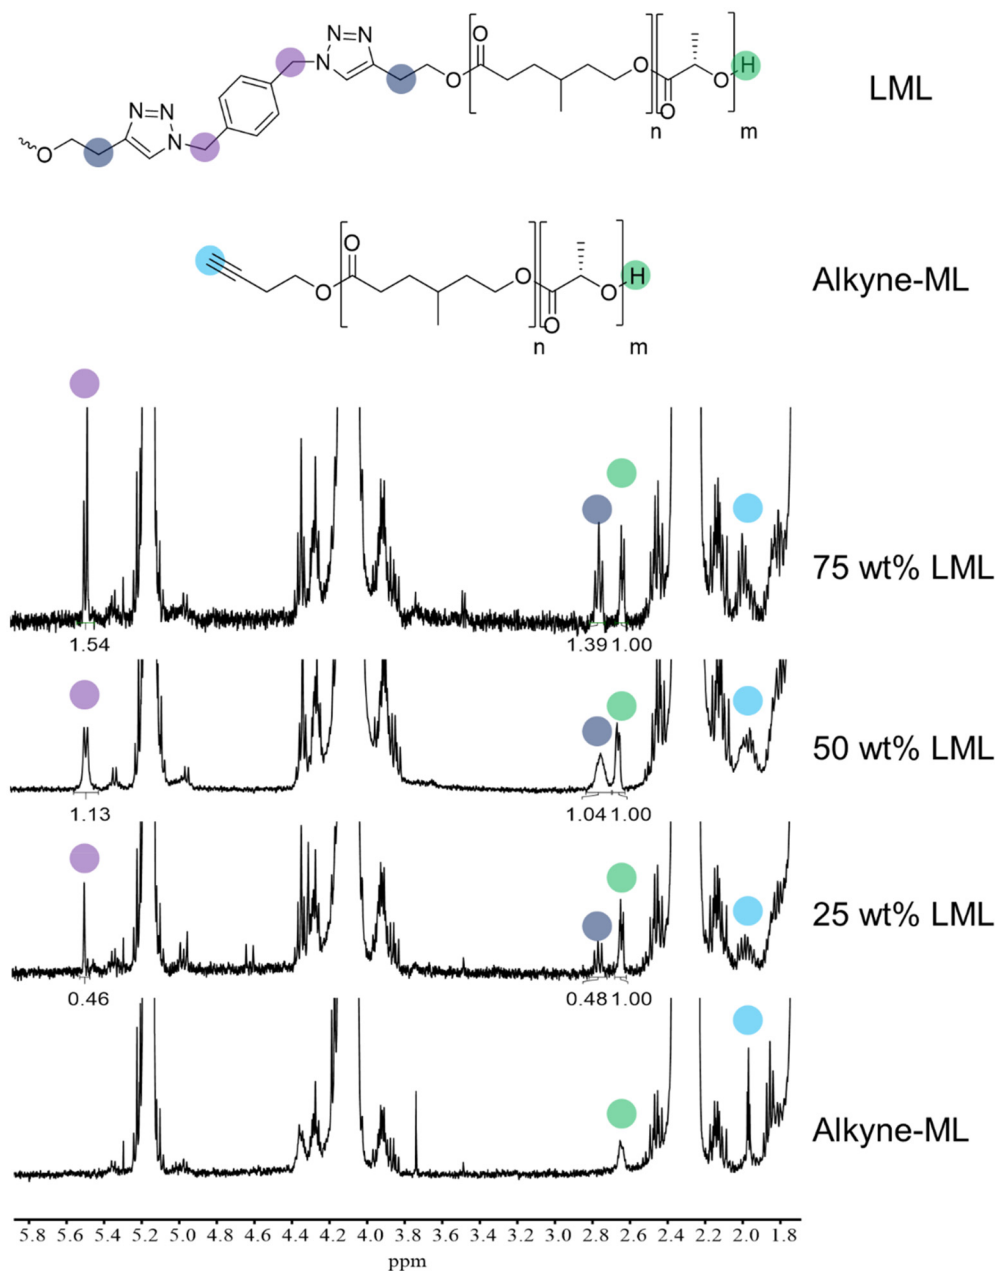 N=N
N
O
O
O
O
O
H
n
m
LML
N=N
N
O
O
O
O
O
O
H
n
m
Alkyne-ML
75 wt% LML
1.54
1.39 1.00
50 wt% LML
1.13
1.04 1.00
25 wt% LML
0.46
0.48 1.00
Alkyne-ML
5.8 5.6 5.4 5.2 5.0 4.8 4.6 4.4 4.2 4.0 3.8 3.6 3.4 3.2 3.0 2.8 2.6 2.4 2.2 2.0 1.8
ppm